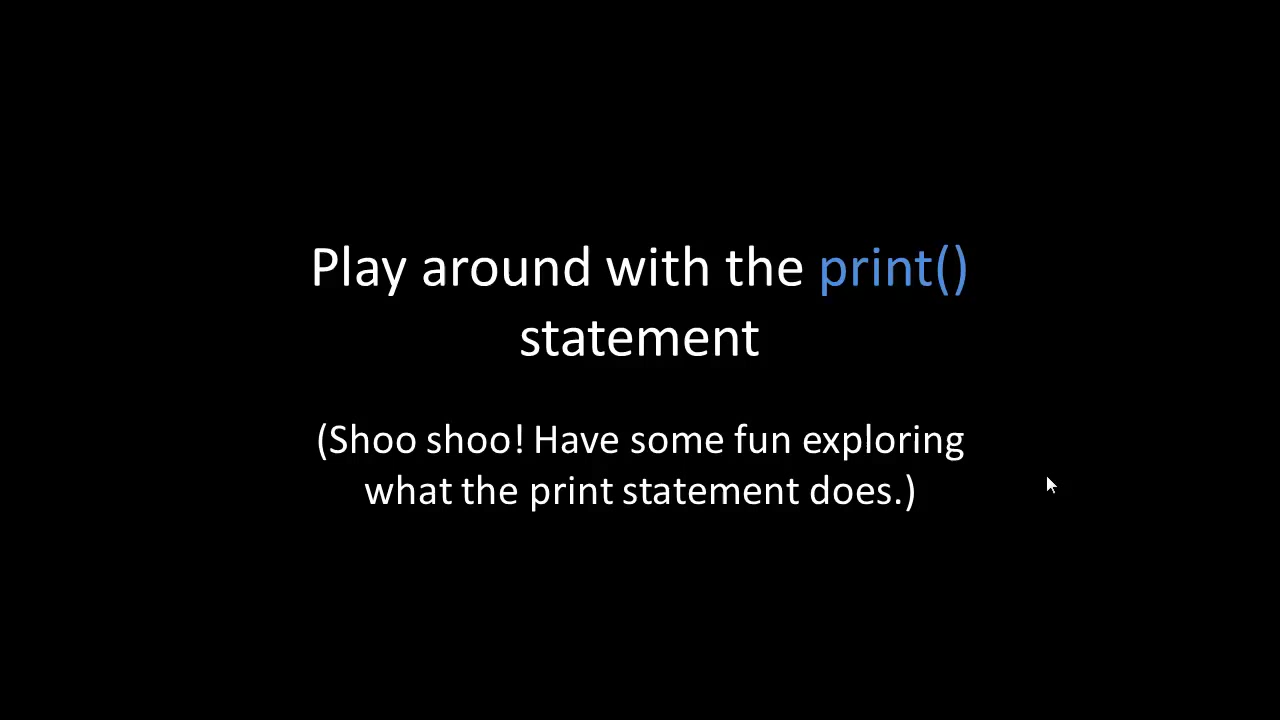 Play around with the print()
statement
(Shoo shoo! Have some fun exploring
what the print statement does.)